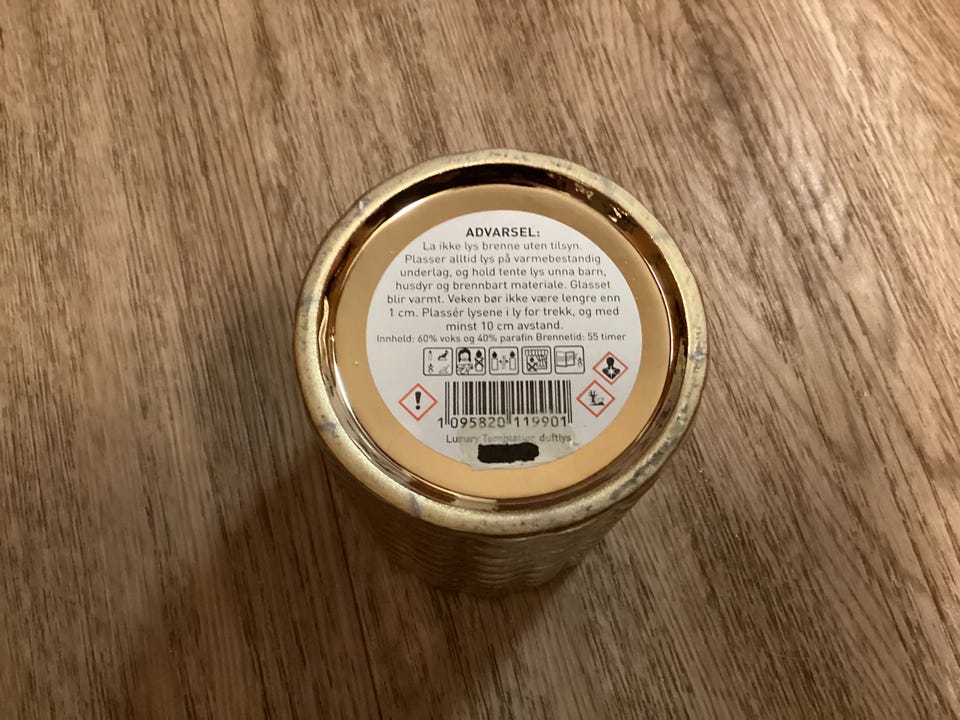 ADVARSEL:
La ikke lys brenne uten tilsyn.
Plasser alltid lys på varmebestandig
underlag, og hold tente lys unna barn,
husdyr og brennbart materiale. Glasset
blir varmt. Veken bør ikke være lengre enn
1 cm. Plassér lysene i ly for trekk, og med
minst 10 cm avstand.
Innhold: 60% voks og 40% parafin Brennetid: 55 timer
1 095820 119901
Luxury Temptation duftlys